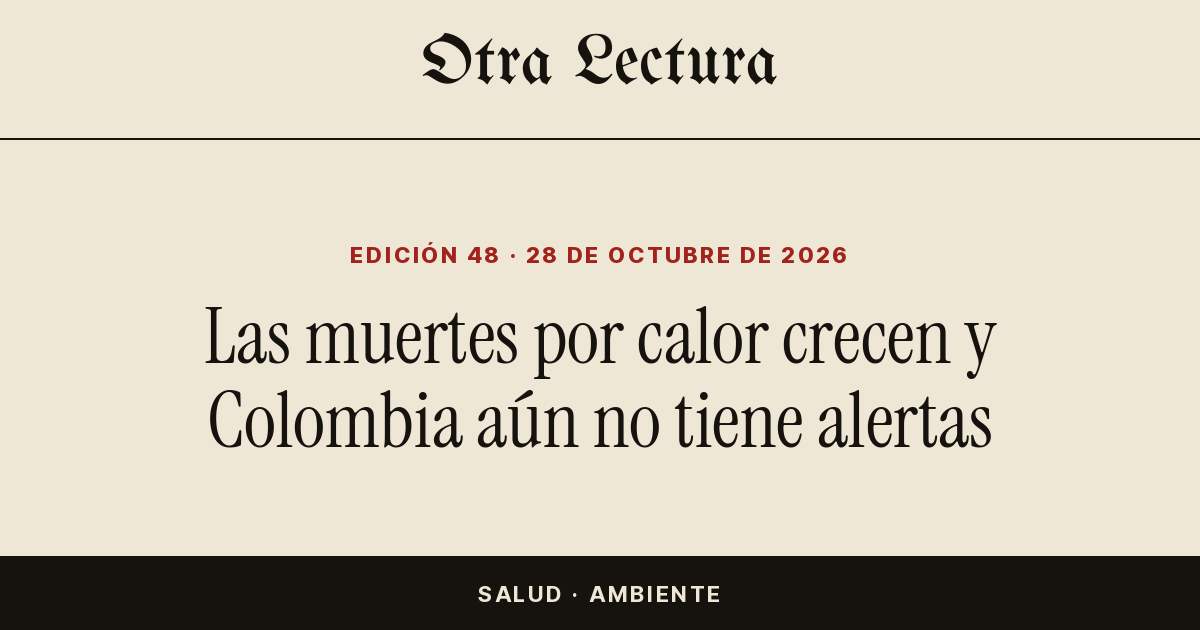 Otra Lectura
EDICIÓN 48 · 28 DE OCTUBRE DE 2026
Las muertes por calor crecen y
Colombia aún no tiene alertas
SALUD · AMBIENTE